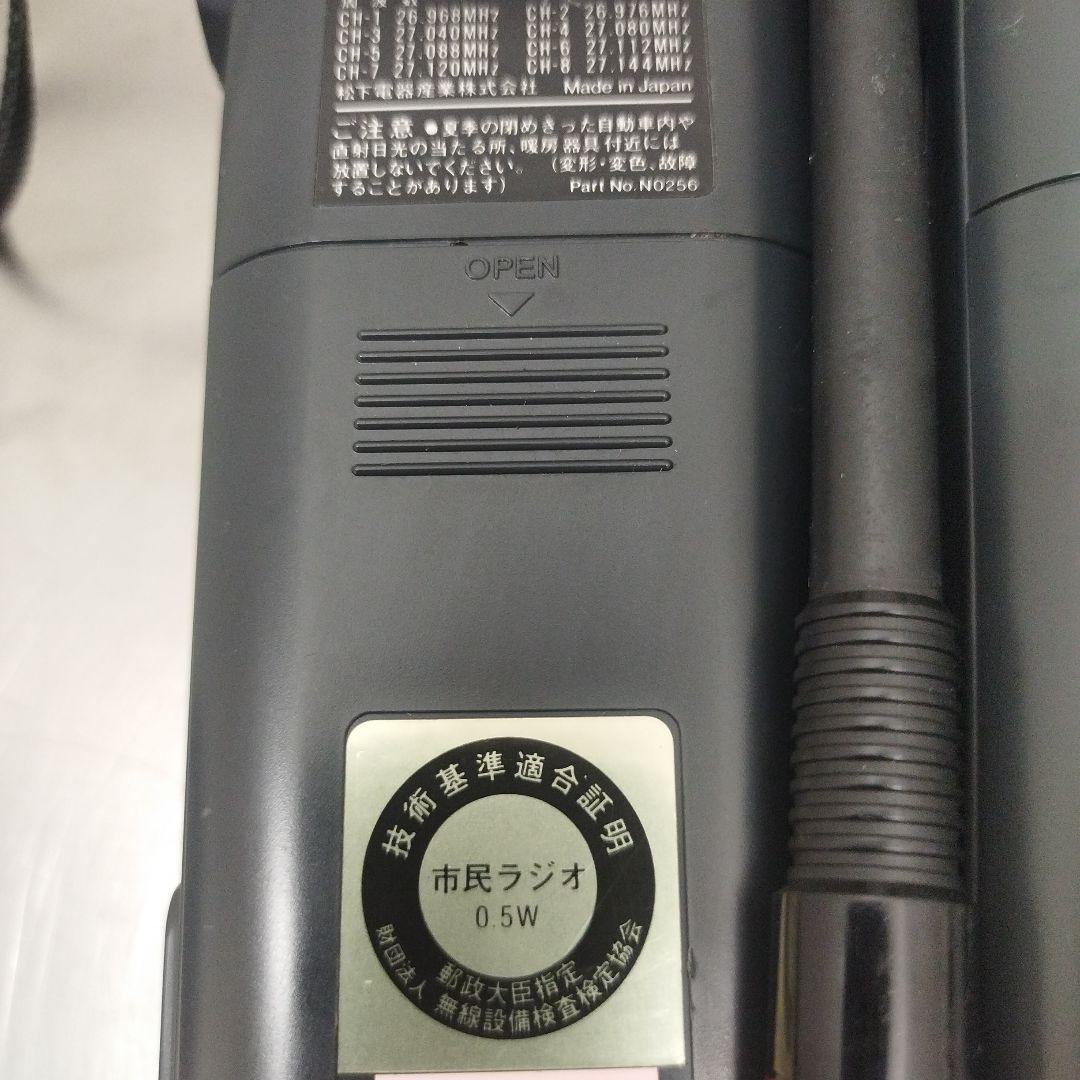 CH-1 26.968MHz CH-2 26.976MHz
CH-3 27.040MHz CH-4 27.080MHz
CH-5 27.088MHz CH-6 27.112MHz
CH-7 27.120MHz CH-8 27.144MHz
松下電器産業株式会社 Made in Japan
ご注意 ●夏季の閉めきった自動車内や
直射日光の当たる所、暖房器具付近には
放置しないでください。 (変形・変色、故障
することがあります) Part No.N0256
OPEN
技術基準適合証明
市民ラジオ
0.5W
郵政大臣指定
財団法人 無線設備検査検定協会